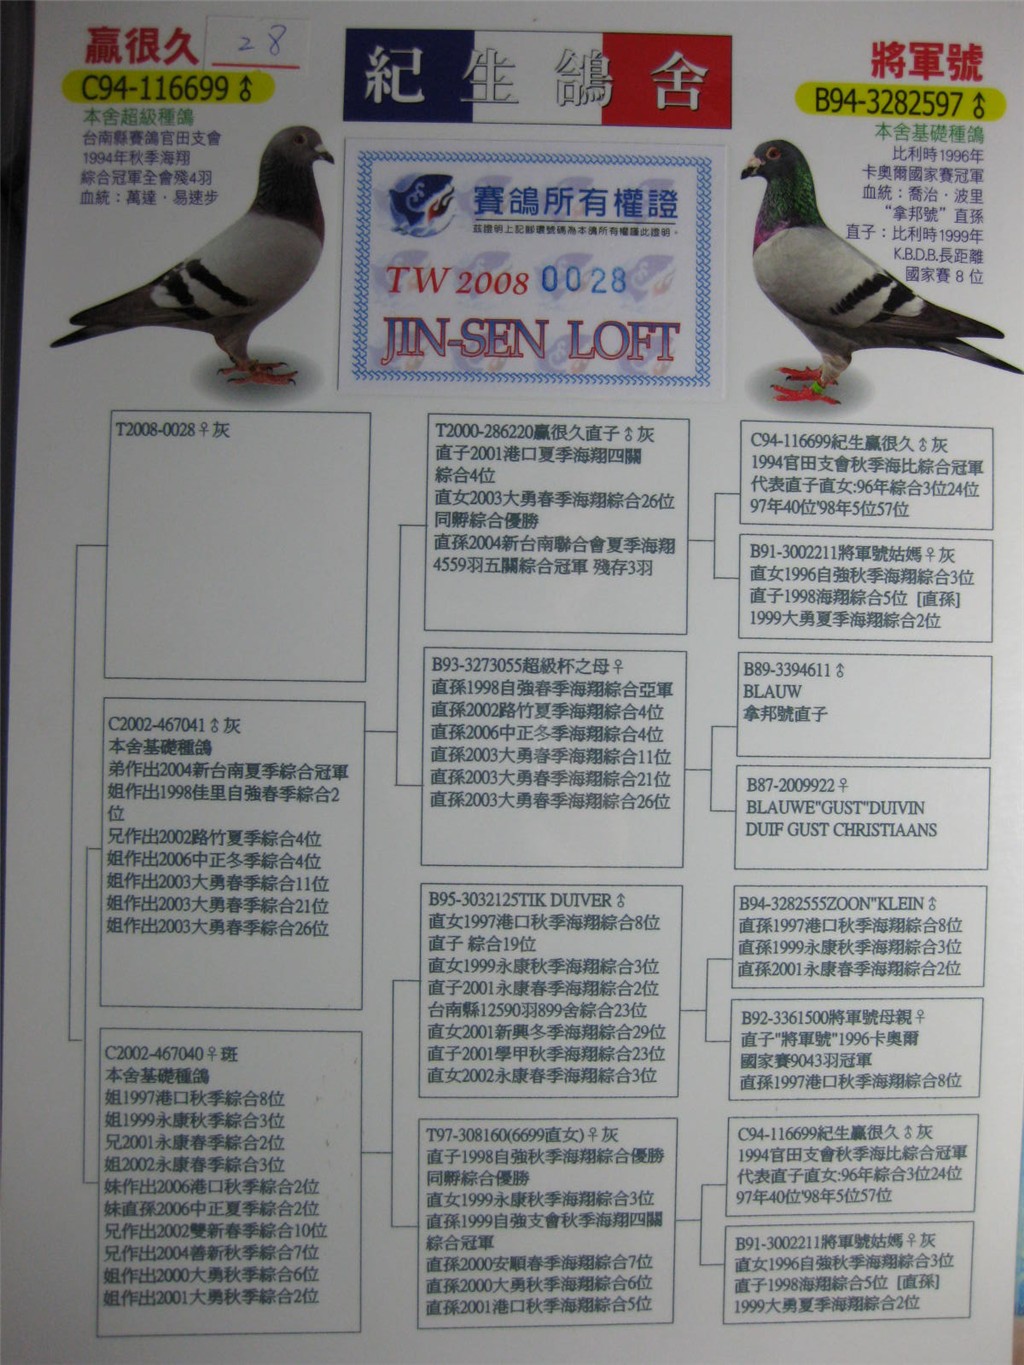 贏很久
28
C94-116699♂
本舍超級種鴿
台南縣賽鴿官田支會
1994年秋季海翔
綜合冠軍全會殘4羽
血統：萬達．易速步
紀生鴿舍
賽鴿所有權證
茲證明上記腳環號碼為本鴿所有權謹此證明。
TW 2008 0028
JIN-SEN LOFT
將軍號
B94-3282597♂
本舍基礎種鴿
比利時1996年
卡奧爾國家賽冠軍
血統：喬治．波里
“拿邦號”直孫
直子：比利時1999年
K.B.D.B.長距離
國家賽 8 位
T2008-0028♀灰
C2002-467041♂灰
本舍基礎種鴿
弟作出2004新台南夏季綜合冠軍
姐作出1998佳里自強春季綜合2
位
兄作出2002路竹夏季綜合4位
姐作出2006中正冬季綜合4位
姐作出2003大勇春季綜合11位
姐作出2003大勇春季綜合21位
姐作出2003大勇春季綜合26位
C2002-467040♀斑
本舍基礎種鴿
姐1997港口秋季綜合8位
姐1999永康秋季綜合3位
兄2001永康春季綜合2位
姐2002永康春季綜合3位
妹作出2006港口秋季綜合2位
妹直孫2006中正夏季綜合2位
兄作出2002雙新春季綜合10位
兄作出2004善新秋季綜合7位
姐作出2000大勇秋季綜合6位
姐作出2001大勇秋季綜合2位
T2000-286220贏很久直子♂灰
直子2001港口夏季海翔四關
綜合4位
直女2003大勇春季海翔綜合26位
同孵綜合優勝
直孫2004新台南聯合會夏季海翔
4559羽五關綜合冠軍 殘存3羽
B93-3273055超級杯之母♀
直孫1998自強春季海翔綜合亞軍
直孫2002路竹夏季海翔綜合4位
直孫2006中正冬季海翔綜合4位
直孫2003大勇春季海翔綜合11位
直孫2003大勇春季海翔綜合21位
直孫2003大勇春季海翔綜合26位
B95-3032125TIK DUIVER♂
直女1997港口秋季海翔綜合8位
直子 綜合19位
直女1999永康秋季海翔綜合3位
直子2001永康春季海翔綜合2位
台南縣12590羽899舍綜合23位
直女2001新興冬季海翔綜合29位
直子2001學甲秋季海翔綜合23位
直女2002永康春季海翔綜合3位
T97-308160(6699直女)♀灰
直子1998自強秋季海翔綜合優勝
同孵綜合優勝
直女1999永康秋季海翔綜合3位
直孫1999自強支會秋季海翔四關
綜合冠軍
直孫2000安順春季海翔綜合7位
直孫2000大勇秋季海翔綜合6位
直孫2001港口秋季海翔綜合5位
C94-116699紀生贏很久♂灰
1994官田支會秋季海比綜合冠軍
代表直子直女:96年綜合3位24位
97年40位'98年5位57位
B91-3002211將軍號姑媽♀灰
直女1996自強秋季海翔綜合3位
直子1998海翔綜合5位 [直孫]
1999大勇夏季海翔綜合2位
B89-3394611♂
BLAUW
拿邦號直子
B87-2009922♀
BLAUWE"GUST"DUIVIN
DUIF GUST CHRISTIAANS
B94-3282555ZOON"KLEIN♂
直孫1997港口秋季海翔綜合8位
直孫1999永康秋季海翔綜合3位
直孫2001永康春季海翔綜合2位
B92-3361500將軍號母親♀
直子"將軍號"1996卡奧爾
國家賽9043羽冠軍
直孫1997港口秋季海翔綜合8位
C94-116699紀生贏很久♂灰
1994官田支會秋季海比綜合冠軍
代表直子直女:96年綜合3位24位
97年40位'98年5位57位
B91-3002211將軍號姑媽♀灰
直女1996自強秋季海翔綜合3位
直子1998海翔綜合5位 [直孫]
1999大勇夏季海翔綜合2位